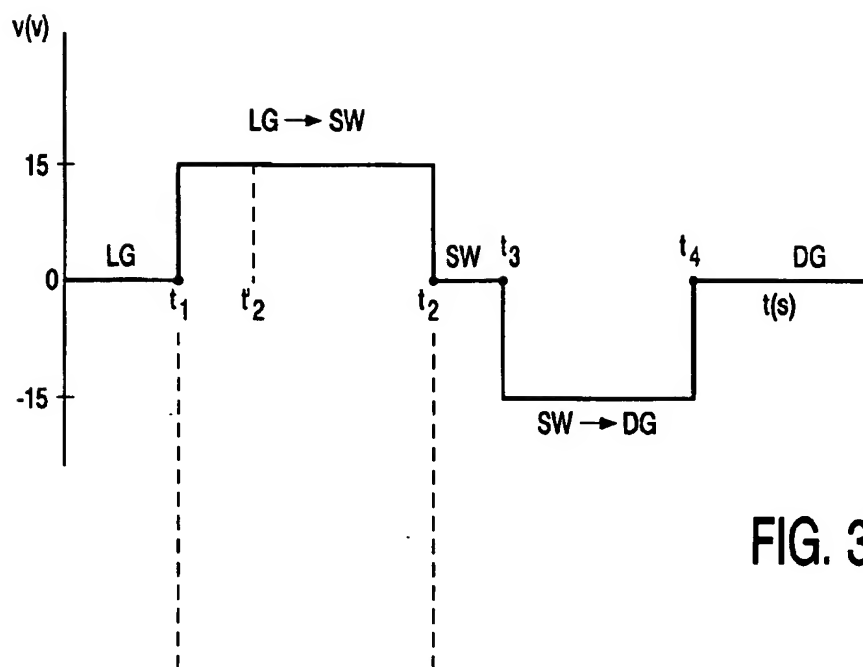 v(v)
LG → SW
15
LG
SW
t3
t4
DG
0
t1
t'2
t2
t(s)
-15
SW → DG
FIG. 3